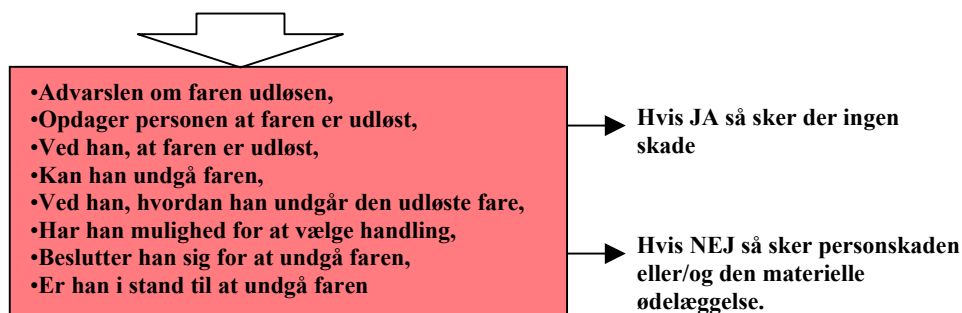 •Advarslen om faren udløsen,
•Opdager personen at faren er udløst,
•Ved han, at faren er udløst,
•Kan han undgå faren,
•Ved han, hvordan han undgår den udløste fare,
•Har han mulighed for at vælge handling,
•Beslutter han sig for at undgå faren,
•Er han i stand til at undgå faren
Hvis JA så sker der ingen
skade
Hvis NEJ så sker personskaden
eller/og den materielle
ødelæggelse.